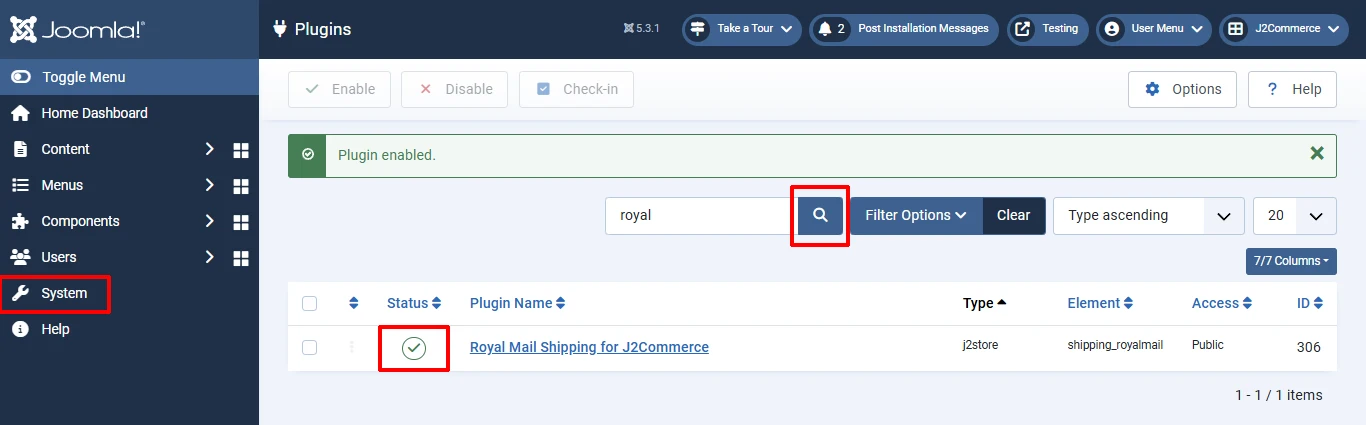 Joomla!
Plugins
5.3.1
Take a Tour
2 Post Installation Messages
Testing
User Menu
J2Commerce
Toggle Menu
Home Dashboard
Content
Menus
Components
Users
System
Help
Enable
Disable
Check-in
Options
? Help
Plugin enabled.
royal
Filter Options
Clear
Type ascending
20
7/7 Columns
Status Plugin Name Type Element Access ID
Royal Mail Shipping for J2Commerce j2store shipping_royalmail Public 306
1 - 1 / 1 items